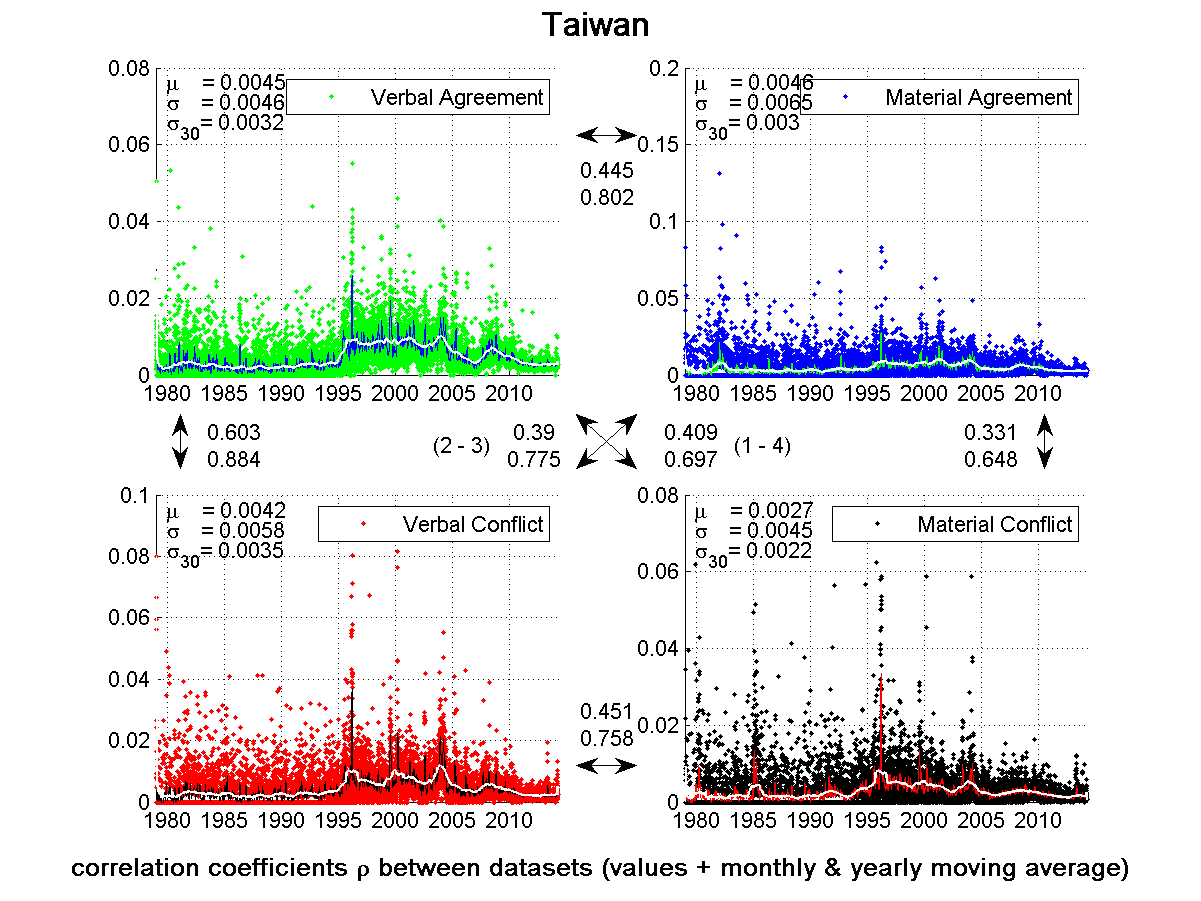 Taiwan
0.08
0.06
0.04
0.02
0
μ = 0.0045
σ = 0.0046
σ30= 0.0032
Verbal Agreement
1980 1985 1990 1995 2000 2005 2010
0.445
0.802
0.2
0.15
0.1
0.05
0
μ = 0.0046
σ = 0.0065
σ30= 0.003
Material Agreement
1980 1985 1990 1995 2000 2005 2010
0.603
0.884
(2 - 3)
0.39
0.775
0.409
0.697
(1 - 4)
0.331
0.648
0.1
0.08
0.06
0.04
0.02
0
μ = 0.0042
σ = 0.0058
σ30= 0.0035
Verbal Conflict
1980 1985 1990 1995 2000 2005 2010
0.451
0.758
0.08
0.06
0.04
0.02
0
μ = 0.0027
σ = 0.0045
σ30= 0.0022
Material Conflict
1980 1985 1990 1995 2000 2005 2010
correlation coefficients ρ between datasets (values + monthly & yearly moving average)